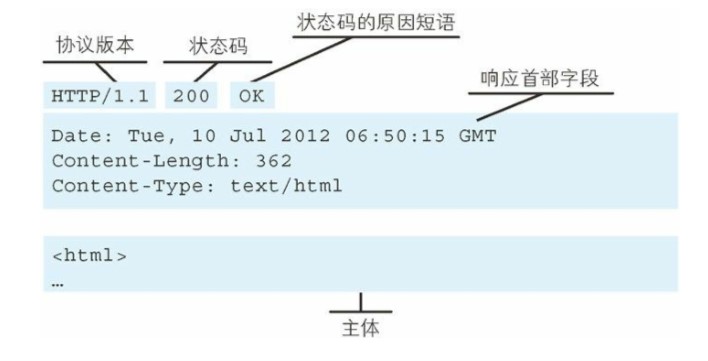 状态码的原因短语
协议版本 状态码
响应首部字段
HTTP/1.1 200 OK
Date: Tue, 10 Jul 2012 06:50:15 GMT
Content-Length: 362
Content-Type: text/html
<html>
…
主体